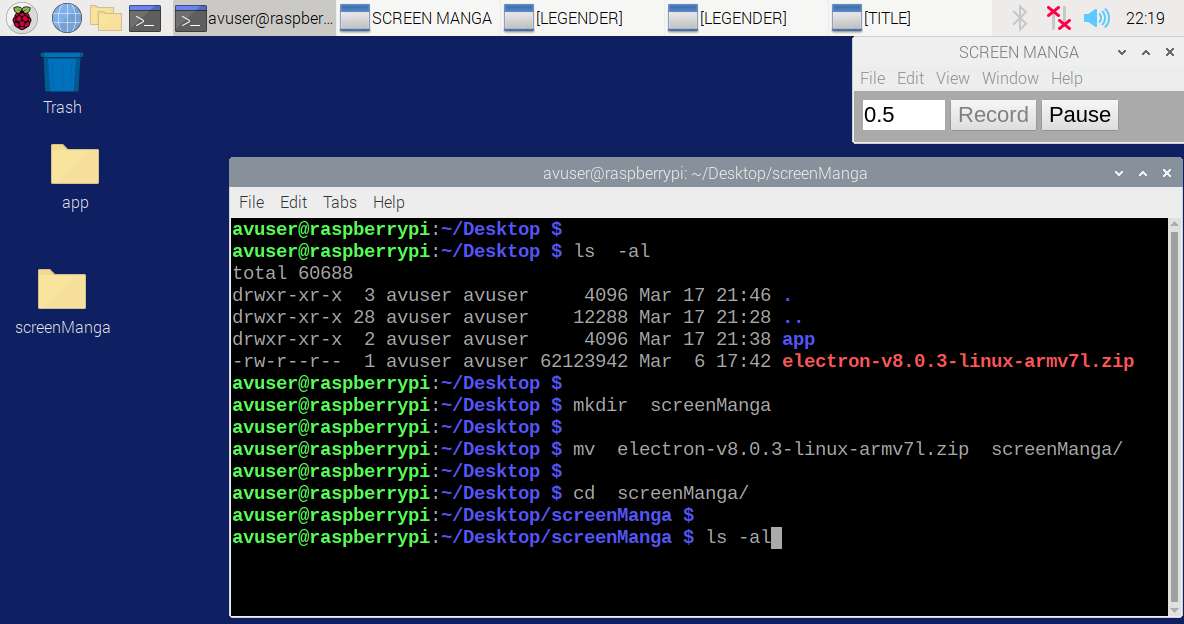 avuser@raspber...
SCREEN MANGA
[LEGENDER]
[LEGENDER]
[TITLE]
22:19
Trash
app
screenManga
SCREEN MANGA
File Edit View Window Help
0.5 Record Pause
avuser@raspberrypi: ~/Desktop/screenManga
File Edit Tabs Help
avuser@raspberrypi:~/Desktop $
avuser@raspberrypi:~/Desktop $ ls  -al
total 60688
drwxr-xr-x  3 avuser avuser     4096 Mar 17 21:46 .
drwxr-xr-x 28 avuser avuser    12288 Mar 17 21:28 ..
drwxr-xr-x  2 avuser avuser     4096 Mar 17 21:38 app
-rw-r--r--  1 avuser avuser 62123942 Mar  6 17:42 electron-v8.0.3-linux-armv7l.zip
avuser@raspberrypi:~/Desktop $
avuser@raspberrypi:~/Desktop $ mkdir  screenManga
avuser@raspberrypi:~/Desktop $
avuser@raspberrypi:~/Desktop $ mv  electron-v8.0.3-linux-armv7l.zip  screenManga/
avuser@raspberrypi:~/Desktop $
avuser@raspberrypi:~/Desktop $ cd  screenManga/
avuser@raspberrypi:~/Desktop/screenManga $
avuser@raspberrypi:~/Desktop/screenManga $ ls -al